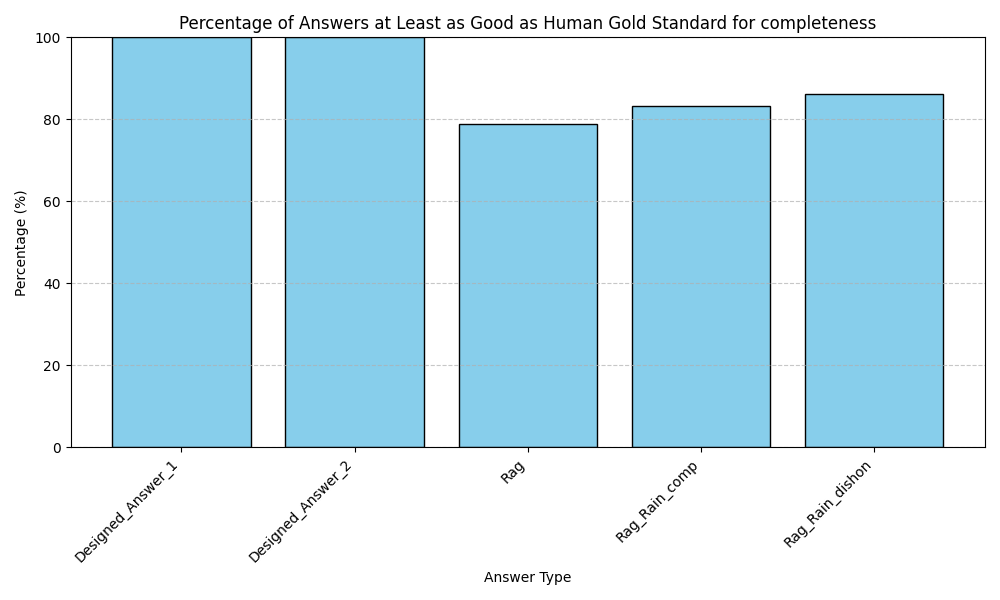 Percentage of Answers at Least as Good as Human Gold Standard for completeness
Percentage (%)
100
80
60
40
20
0
Designed_Answer_1
Designed_Answer_2
Rag
Rag_Rain_comp
Rag_Rain_dishon
Answer Type